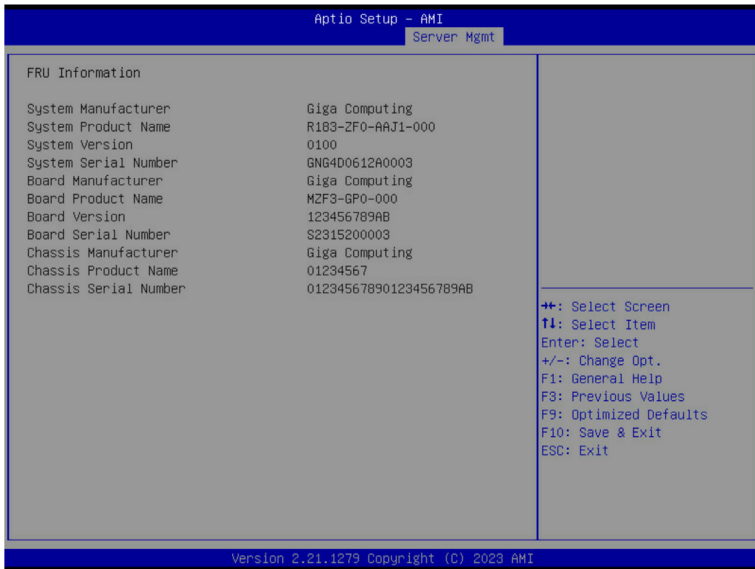 Aptio Setup - AMI
Server Mgmt
FRU Information
System Manufacturer Giga Computing
System Product Name R183-ZF0-AAJ1-000
System Version 0100
System Serial Number GNG4D0612A0003
Board Manufacturer Giga Computing
Board Product Name MZF3-GP0-000
Board Version 123456789AB
Board Serial Number S2315200003
Chassis Manufacturer Giga Computing
Chassis Product Name 01234567
Chassis Serial Number 01234567890123456789AB
→←: Select Screen
↑↓: Select Item
Enter: Select
+/-: Change Opt.
F1: General Help
F3: Previous Values
F9: Optimized Defaults
F10: Save & Exit
ESC: Exit
Version 2.21.1279 Copyright (C) 2023 AMI